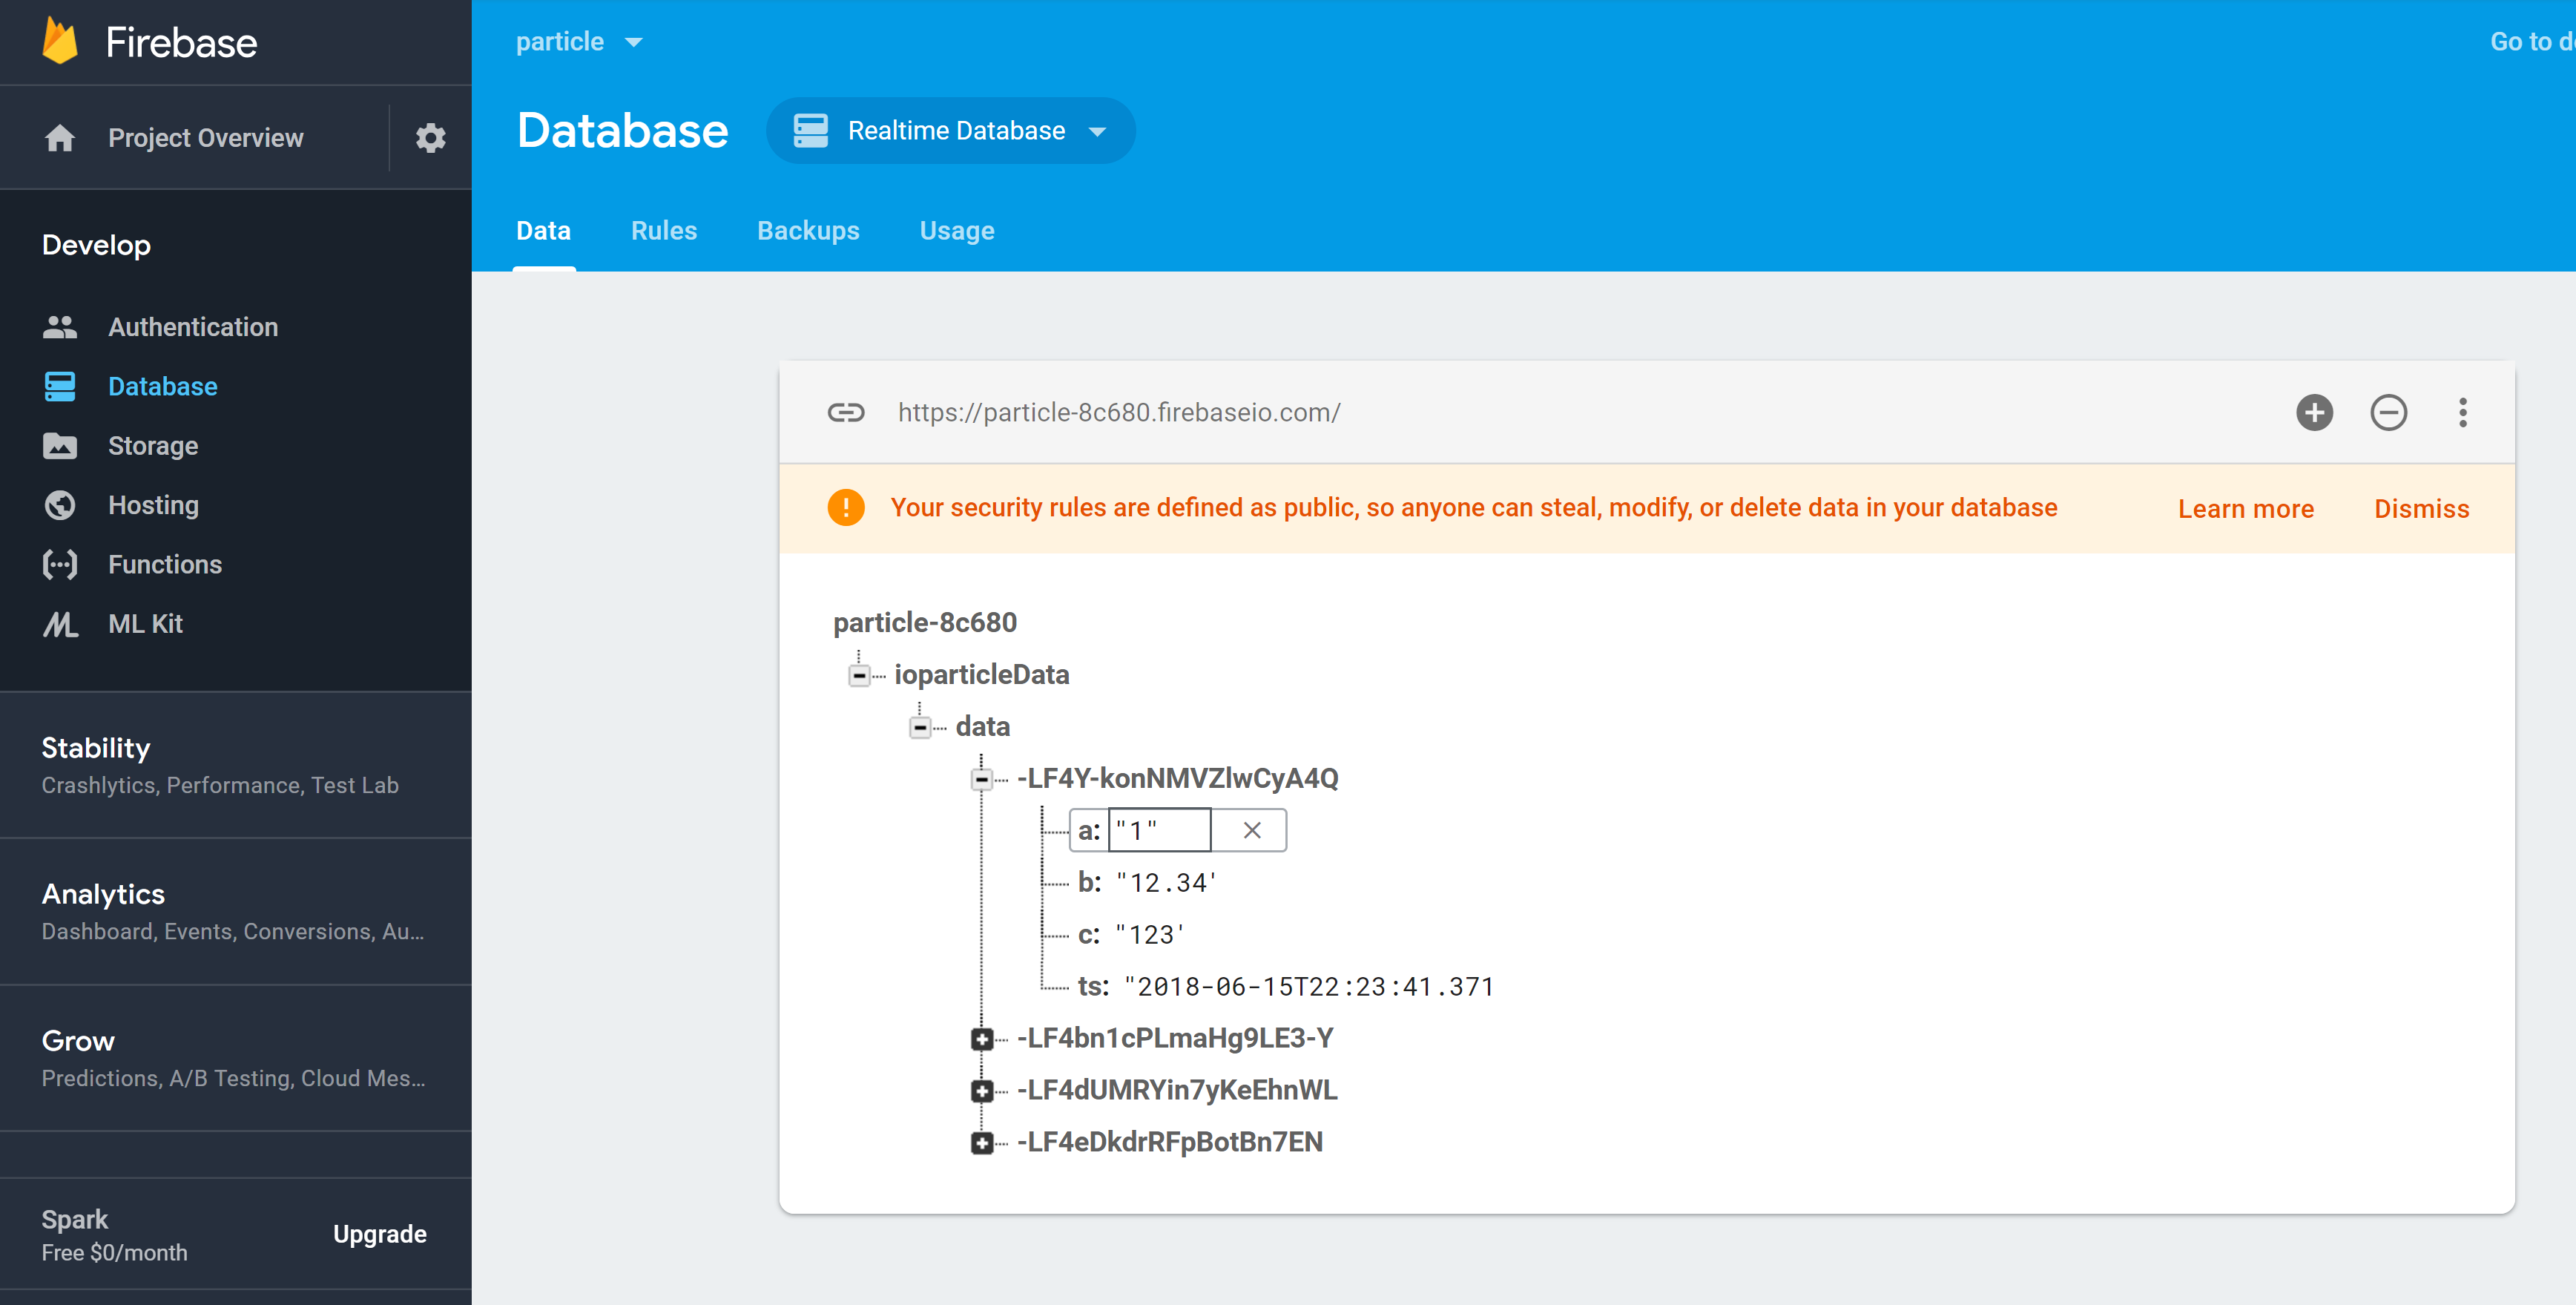 Firebase
Project Overview
Develop
Authentication
Database
Storage
Hosting
Functions
ML Kit
Stability
Crashlytics, Performance, Test Lab
Analytics
Dashboard, Events, Conversions, Au...
Grow
Predictions, A/B Testing, Cloud Mes...
Spark
Free $0/month
Upgrade
particle
Go to d
Database
Realtime Database
Data Rules Backups Usage
https://particle-8c680.firebaseio.com/
Your security rules are defined as public, so anyone can steal, modify, or delete data in your database Learn more Dismiss
particle-8c680
ioparticleData
data
-LF4Y-konNMVZlwCyA4Q
a: "1"
b: "12.34'
c: "123'
ts: "2018-06-15T22:23:41.371
-LF4bn1cPLmaHg9LE3-Y
-LF4dUMRYin7yKeEhnWL
-LF4eDkdrRFpBotBn7EN